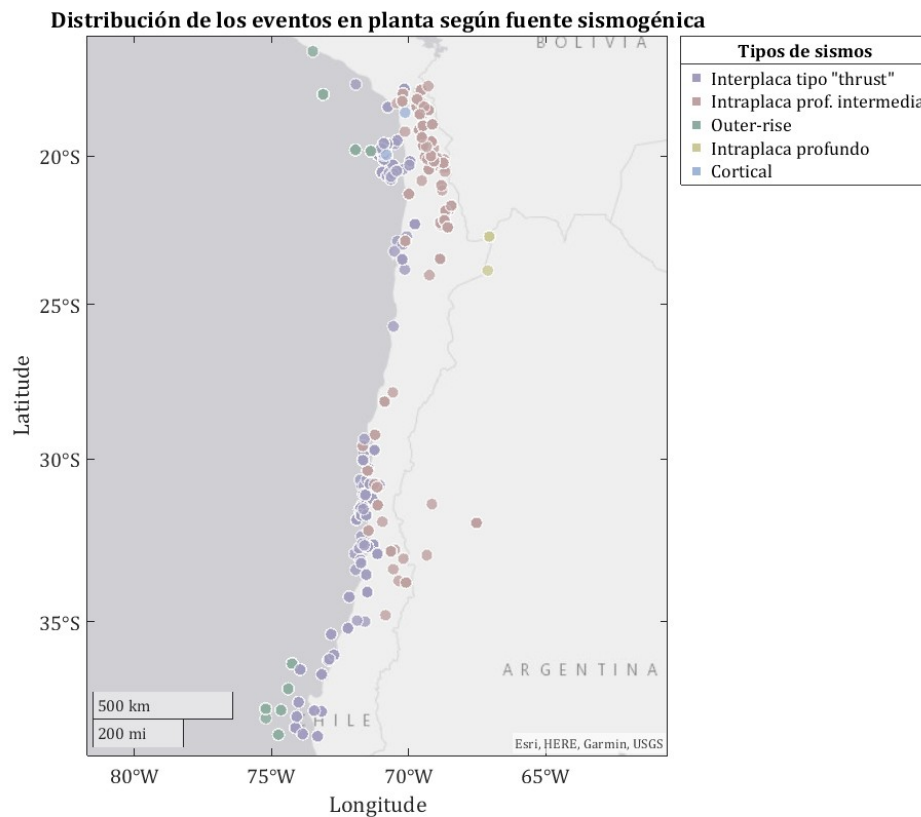 Distribución de los eventos en planta según fuente sismogénica
BOLIVIA
Tipos de sismos
Interplaca tipo "thrust"
Intraplaca prof. intermedia
Outer-rise
Intraplaca profundo
Cortical
20°S
25°S
30°S
35°S
Latitude
ARGENTINA
HILE
500 km
200 mi
Esri, HERE, Garmin, USGS
80°W 75°W 70°W 65°W
Longitude